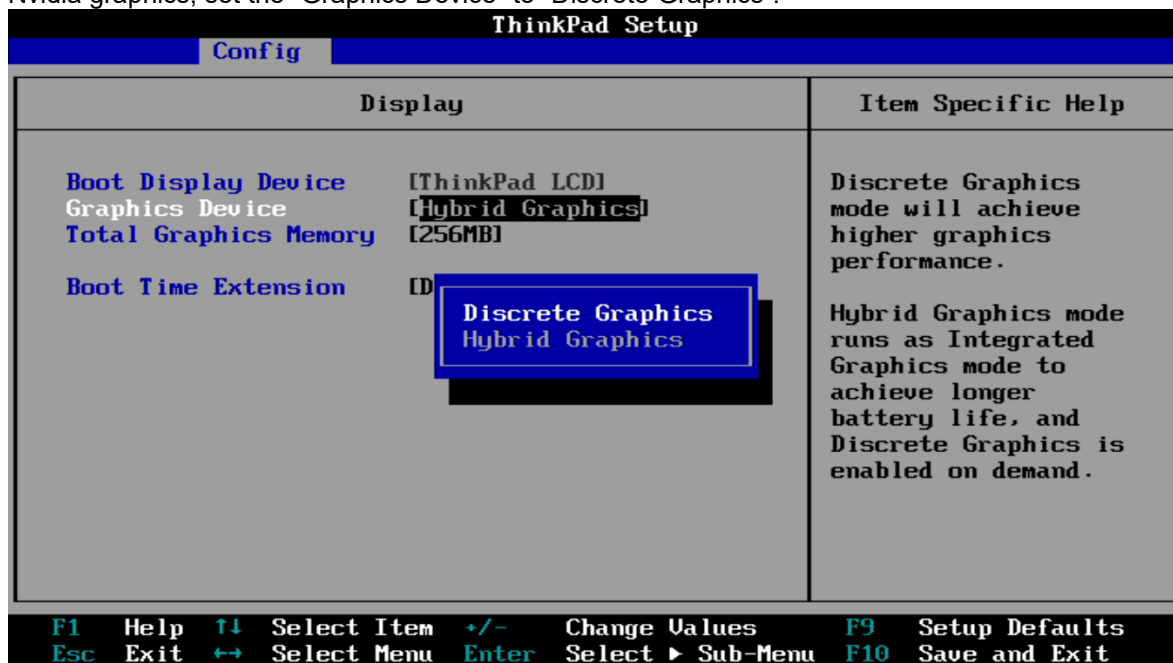 Nvidia graphics, set the "Graphics Device" to "Discrete Graphics".
ThinkPad Setup
Config
Display
Item Specific Help
Boot Display Device [ThinkPad LCD]
Graphics Device [Hybrid Graphics]
Total Graphics Memory [256MB]
Boot Time Extension [D
Discrete Graphics
Hybrid Graphics
Discrete Graphics
mode will achieve
higher graphics
performance.
Hybrid Graphics mode
runs as Integrated
Graphics mode to
achieve longer
battery life, and
Discrete Graphics is
enabled on demand.
F1 Help ↑↓ Select Item +/- Change Values F9 Setup Defaults
Esc Exit ↔ Select Menu Enter Select ▶ Sub-Menu F10 Save and Exit